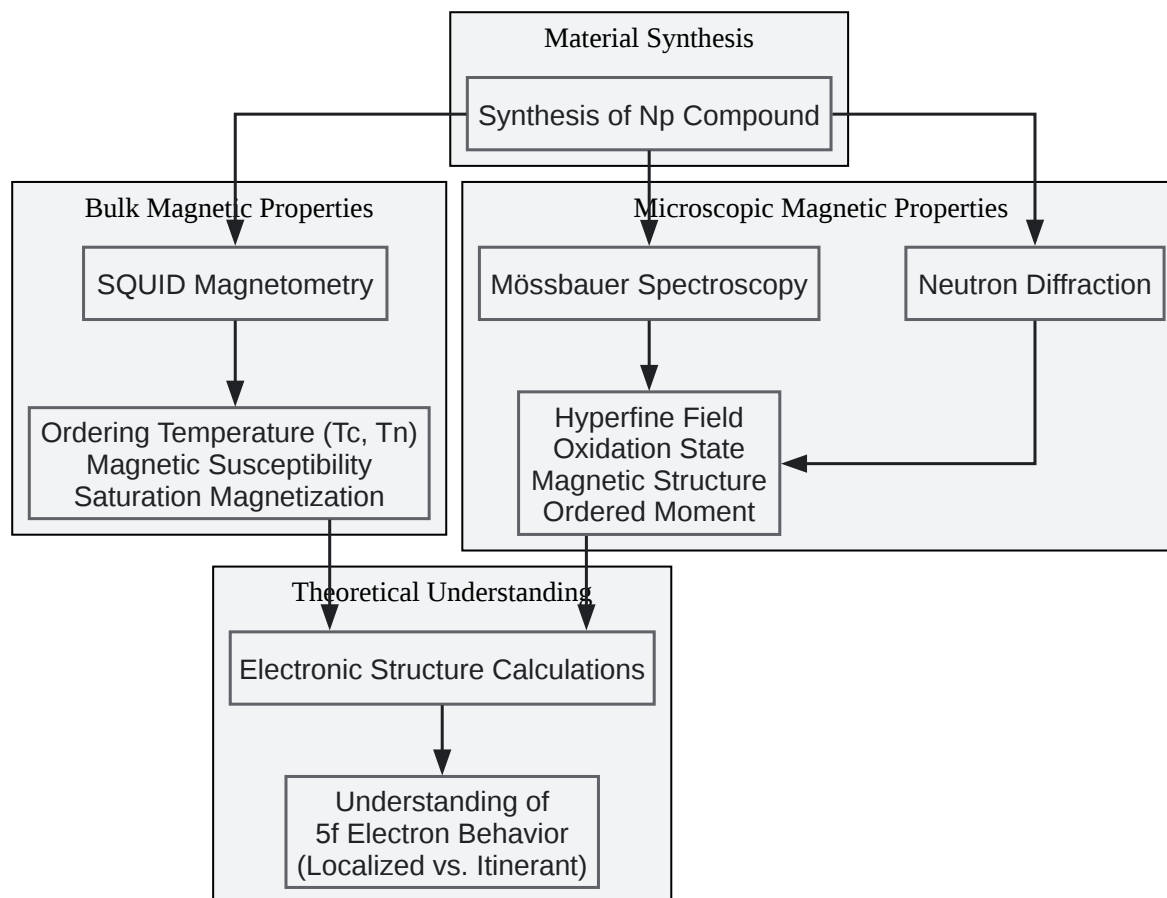 Material Synthesis
Synthesis of Np Compound
Bulk Magnetic Properties
Microscopic Magnetic Properties
SQUID Magnetometry
Mössbauer Spectroscopy
Neutron Diffraction
Ordering Temperature (Tc, Tn)
Magnetic Susceptibility
Saturation Magnetization
Hyperfine Field
Oxidation State
Magnetic Structure
Ordered Moment
Theoretical Understanding
Electronic Structure Calculations
Understanding of
5f Electron Behavior
(Localized vs. Itinerant)